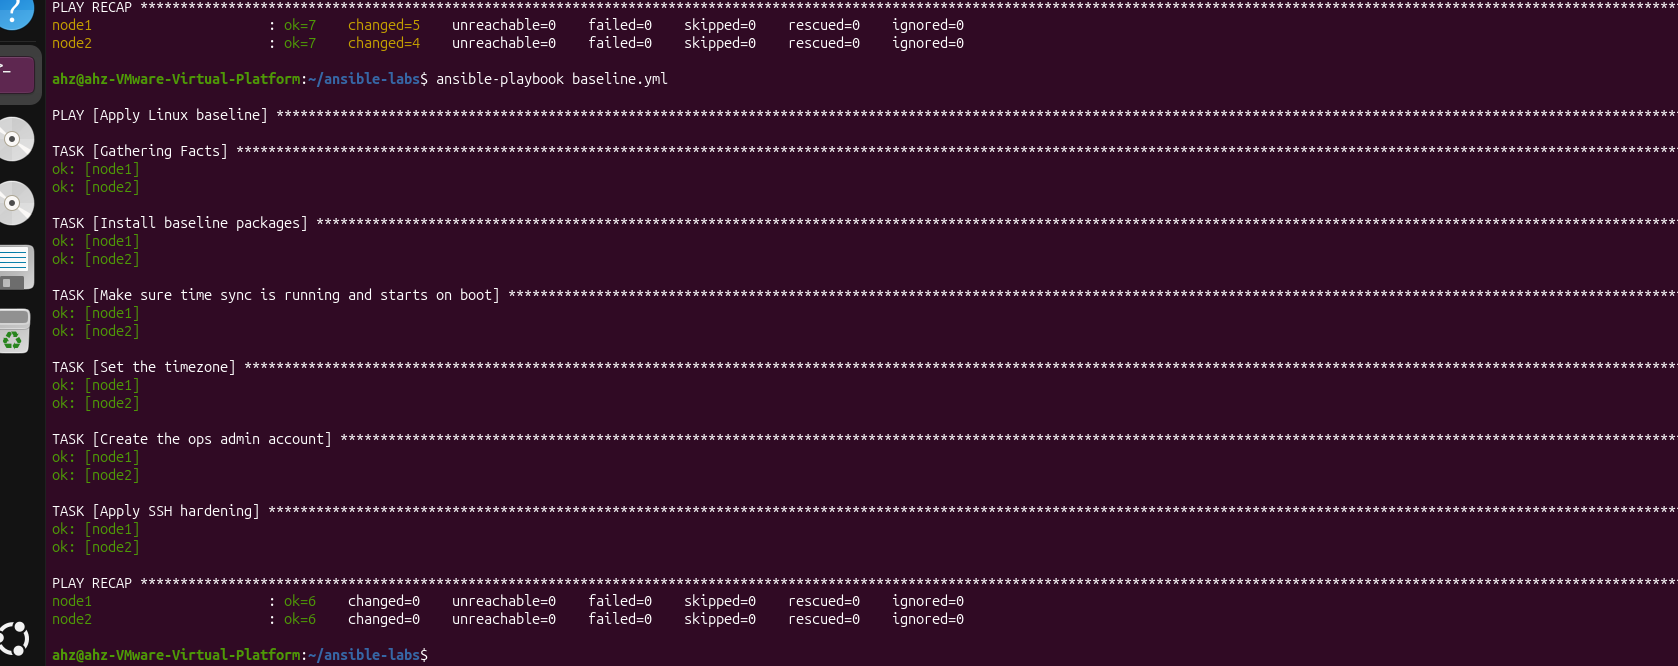 PLAY RECAP *********************************************************************************************************************************************************************************************
node1                      : ok=7    changed=5    unreachable=0    failed=0    skipped=0    rescued=0    ignored=0
node2                      : ok=7    changed=4    unreachable=0    failed=0    skipped=0    rescued=0    ignored=0
ahz@ahz-VMware-Virtual-Platform:~/ansible-labs$ ansible-playbook baseline.yml
PLAY [Apply Linux baseline] ****************************************************************************************************************************************************************************
TASK [Gathering Facts] *********************************************************************************************************************************************************************************
ok: [node1]
ok: [node2]
TASK [Install baseline packages] ***********************************************************************************************************************************************************************
ok: [node1]
ok: [node2]
TASK [Make sure time sync is running and starts on boot] ***********************************************************************************************************************************************
ok: [node1]
ok: [node2]
TASK [Set the timezone] ********************************************************************************************************************************************************************************
ok: [node1]
ok: [node2]
TASK [Create the ops admin account] ********************************************************************************************************************************************************************
ok: [node1]
ok: [node2]
TASK [Apply SSH hardening] *****************************************************************************************************************************************************************************
ok: [node1]
ok: [node2]
PLAY RECAP *********************************************************************************************************************************************************************************************
node1                      : ok=6    changed=0    unreachable=0    failed=0    skipped=0    rescued=0    ignored=0
node2                      : ok=6    changed=0    unreachable=0    failed=0    skipped=0    rescued=0    ignored=0
ahz@ahz-VMware-Virtual-Platform:~/ansible-labs$